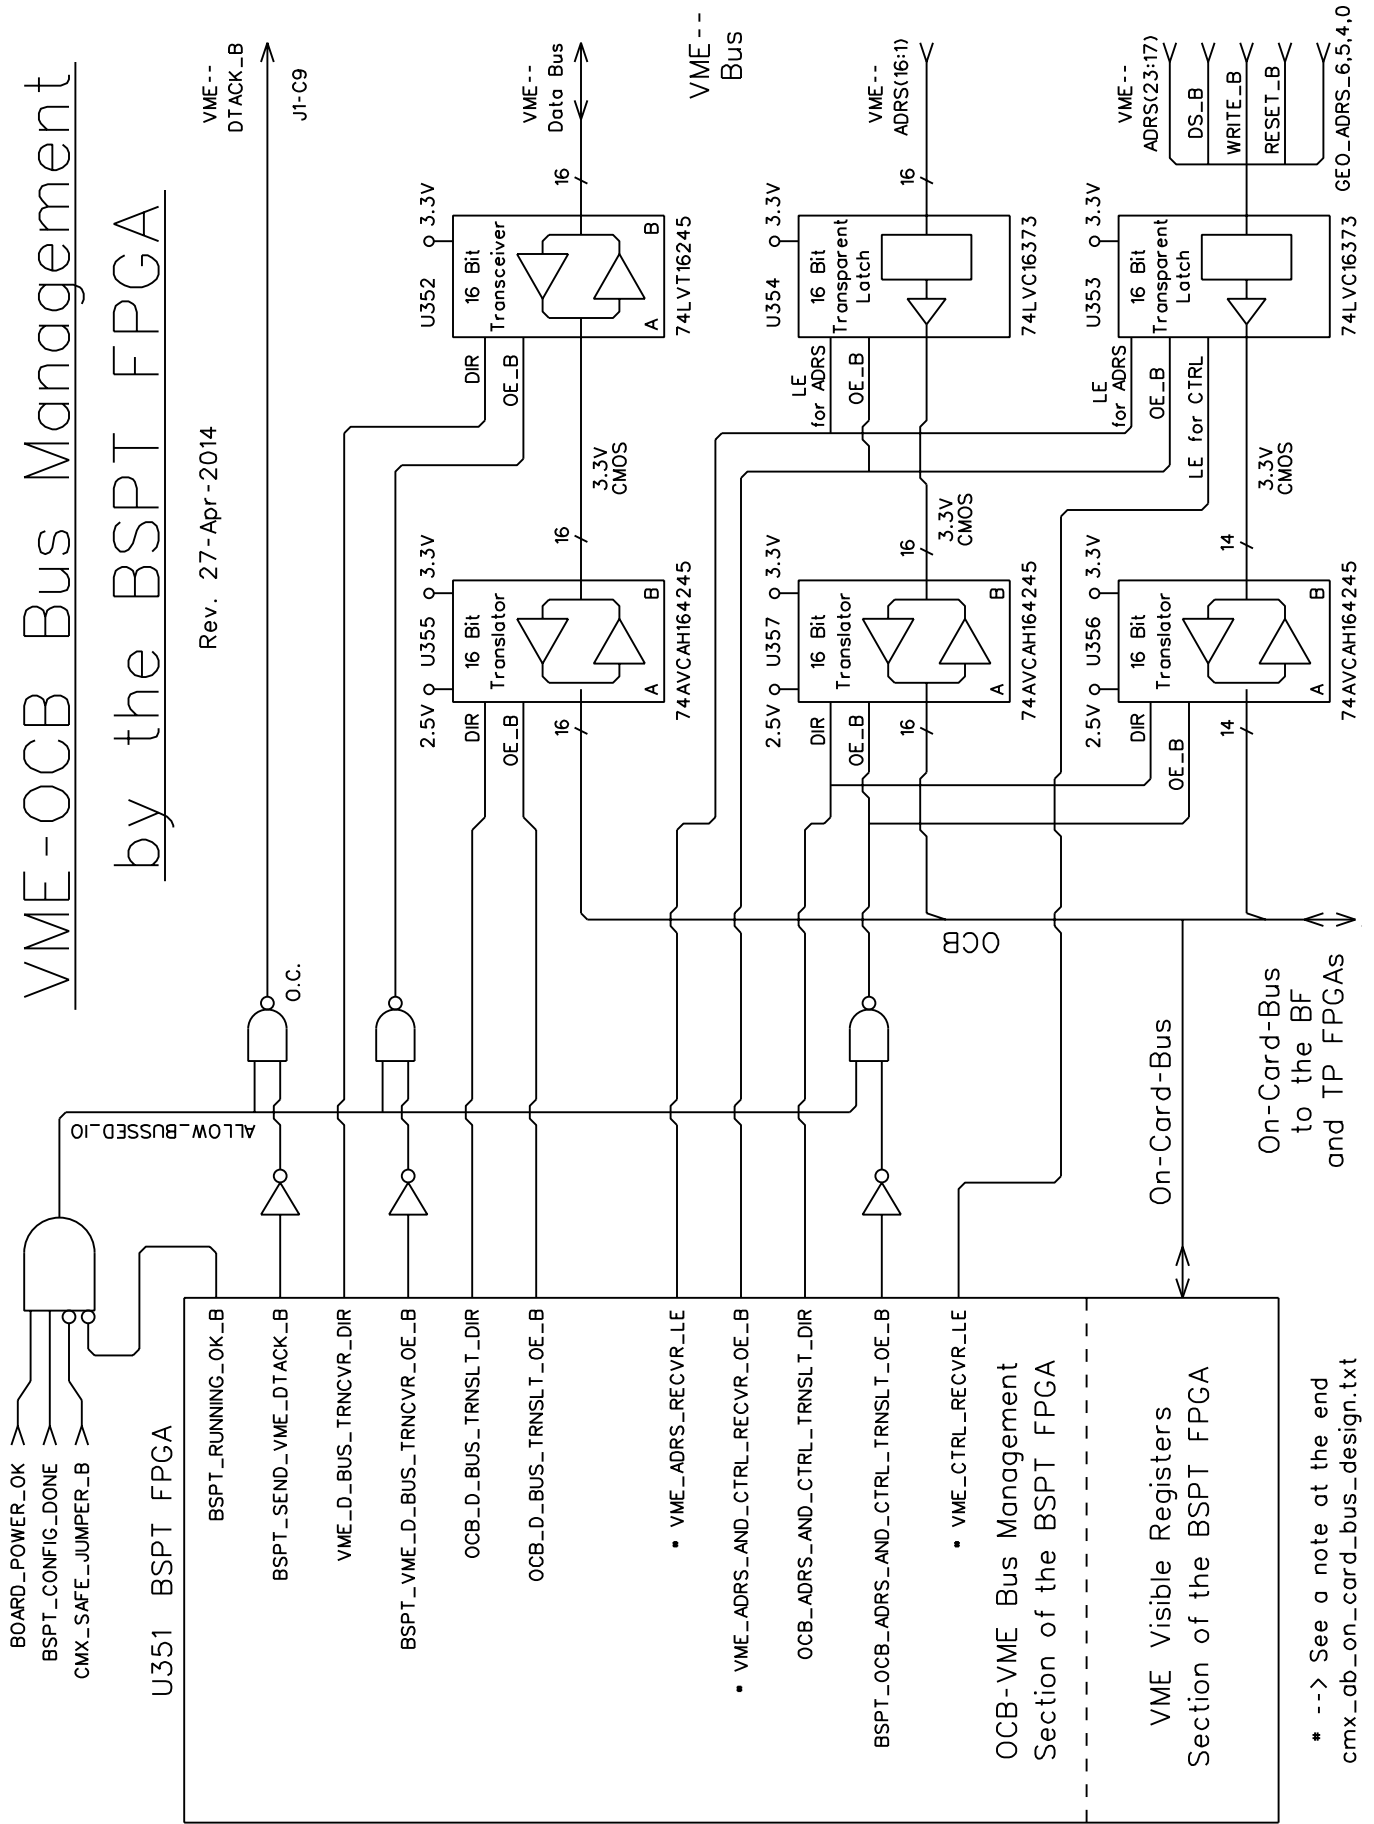 VME-OCB Bus Management
by the BSPT FPGA
Rev. 27-Apr-2014
BOARD_POWER_OK
BSPT_CONFIG_DONE
CMX_SAFE_JUMPER_B
ALLOW_BUSSED_IO
O.C.
VME--
DTACK_B
J1-C9
U351 BSPT FPGA
BSPT_RUNNING_OK_B
BSPT_SEND_VME_DTACK_B
VME_D_BUS_TRNCVR_DIR
BSPT_VME_D_BUS_TRNCVR_OE_B
OCB_D_BUS_TRNSLT_DIR
OCB_D_BUS_TRNSLT_OE_B
* VME_ADRS_RECVR_LE
* VME_ADRS_AND_CTRL_RECVR_OE_B
OCB_ADRS_AND_CTRL_TRNSLT_DIR
BSPT_OCB_ADRS_AND_CTRL_TRNSLT_OE_B
* VME_CTRL_RECVR_LE
OCB-VME Bus Management
Section of the BSPT FPGA
VME Visible Registers
Section of the BSPT FPGA
2.5V U355 3.3V
DIR
OE_B
16 Bit
Translator
A B
16
16
74AVCAH164245
3.3V
CMOS
U352 3.3V
DIR
OE_B
16 Bit
Transceiver
A B
74LVT16245
16
VME--
Data Bus
VME--
Bus
2.5V U357 3.3V
DIR
OE_B
16 Bit
Translator
A B
16
16
74AVCAH164245
3.3V
CMOS
U354 3.3V
LE
for ADRS
OE_B
16 Bit
Transparent
Latch
74LVC16373
16
VME--
ADRS(16:1)
2.5V U356 3.3V
DIR
OE_B
16 Bit
Translator
A B
14
14
74AVCAH164245
3.3V
CMOS
U353 3.3V
LE
for ADRS
OE_B
LE for CTRL
16 Bit
Transparent
Latch
74LVC16373
VME--
ADRS(23:17)
DS_B
WRITE_B
RESET_B
GEO_ADRS_6,5,4,0
OCB
On-Card-Bus
On-Card-Bus
to the BF
and TP FPGAs
* --> See a note at the end
cmx_ab_on_card_bus_design.txt